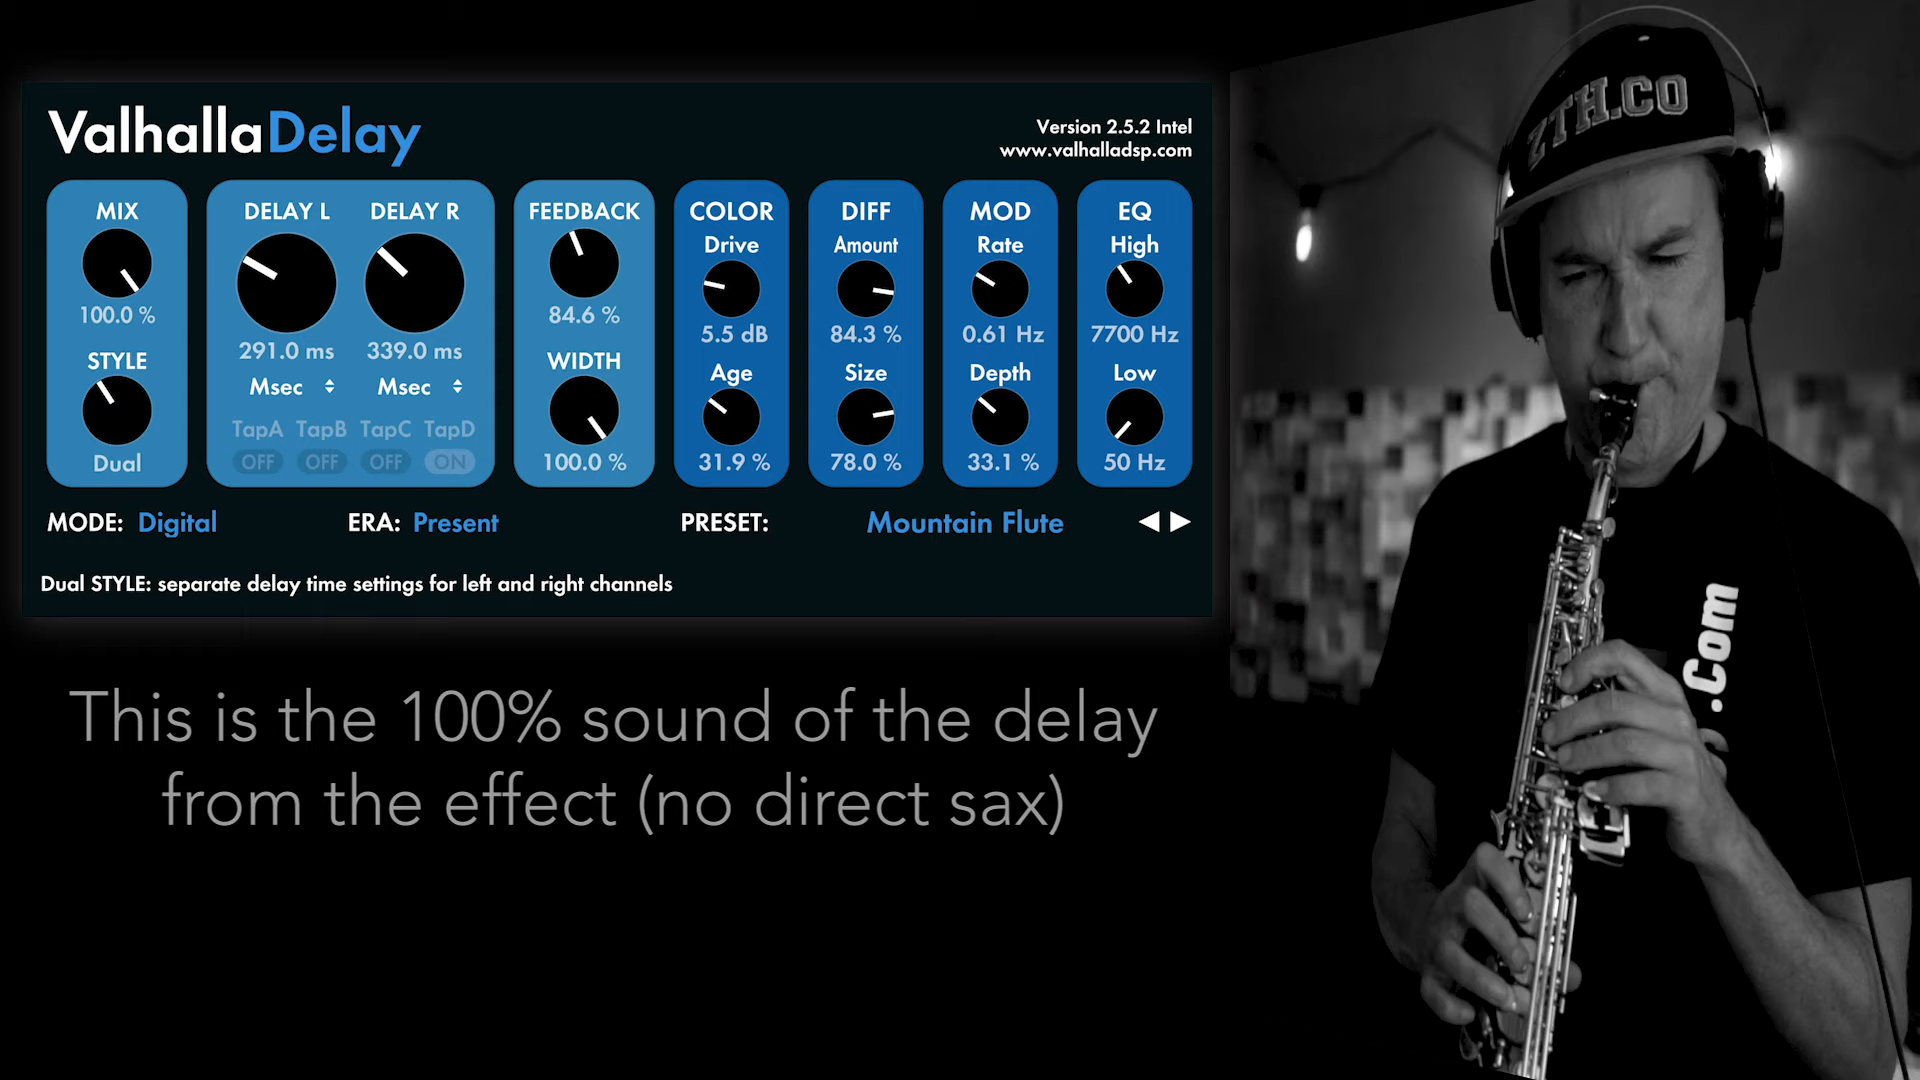 ValhallaDelay
Version 2.5.2 Intel
www.valhalladsp.com
MIX
100.0 %
STYLE
Dual
DELAY L DELAY R
291.0 ms 339.0 ms
Msec Msec
TapA TapB TapC TapD
OFF OFF OFF ON
FEEDBACK
84.6 %
WIDTH
100.0 %
COLOR
Drive
5.5 dB
Age
31.9 %
DIFF
Amount
84.3 %
Size
78.0 %
MOD
Rate
0.61 Hz
Depth
33.1 %
EQ
High
7700 Hz
Low
50 Hz
MODE: Digital ERA: Present PRESET: Mountain Flute
Dual STYLE: separate delay time settings for left and right channels
This is the 100% sound of the delay
from the effect (no direct sax)
ZTH.CO
.Com